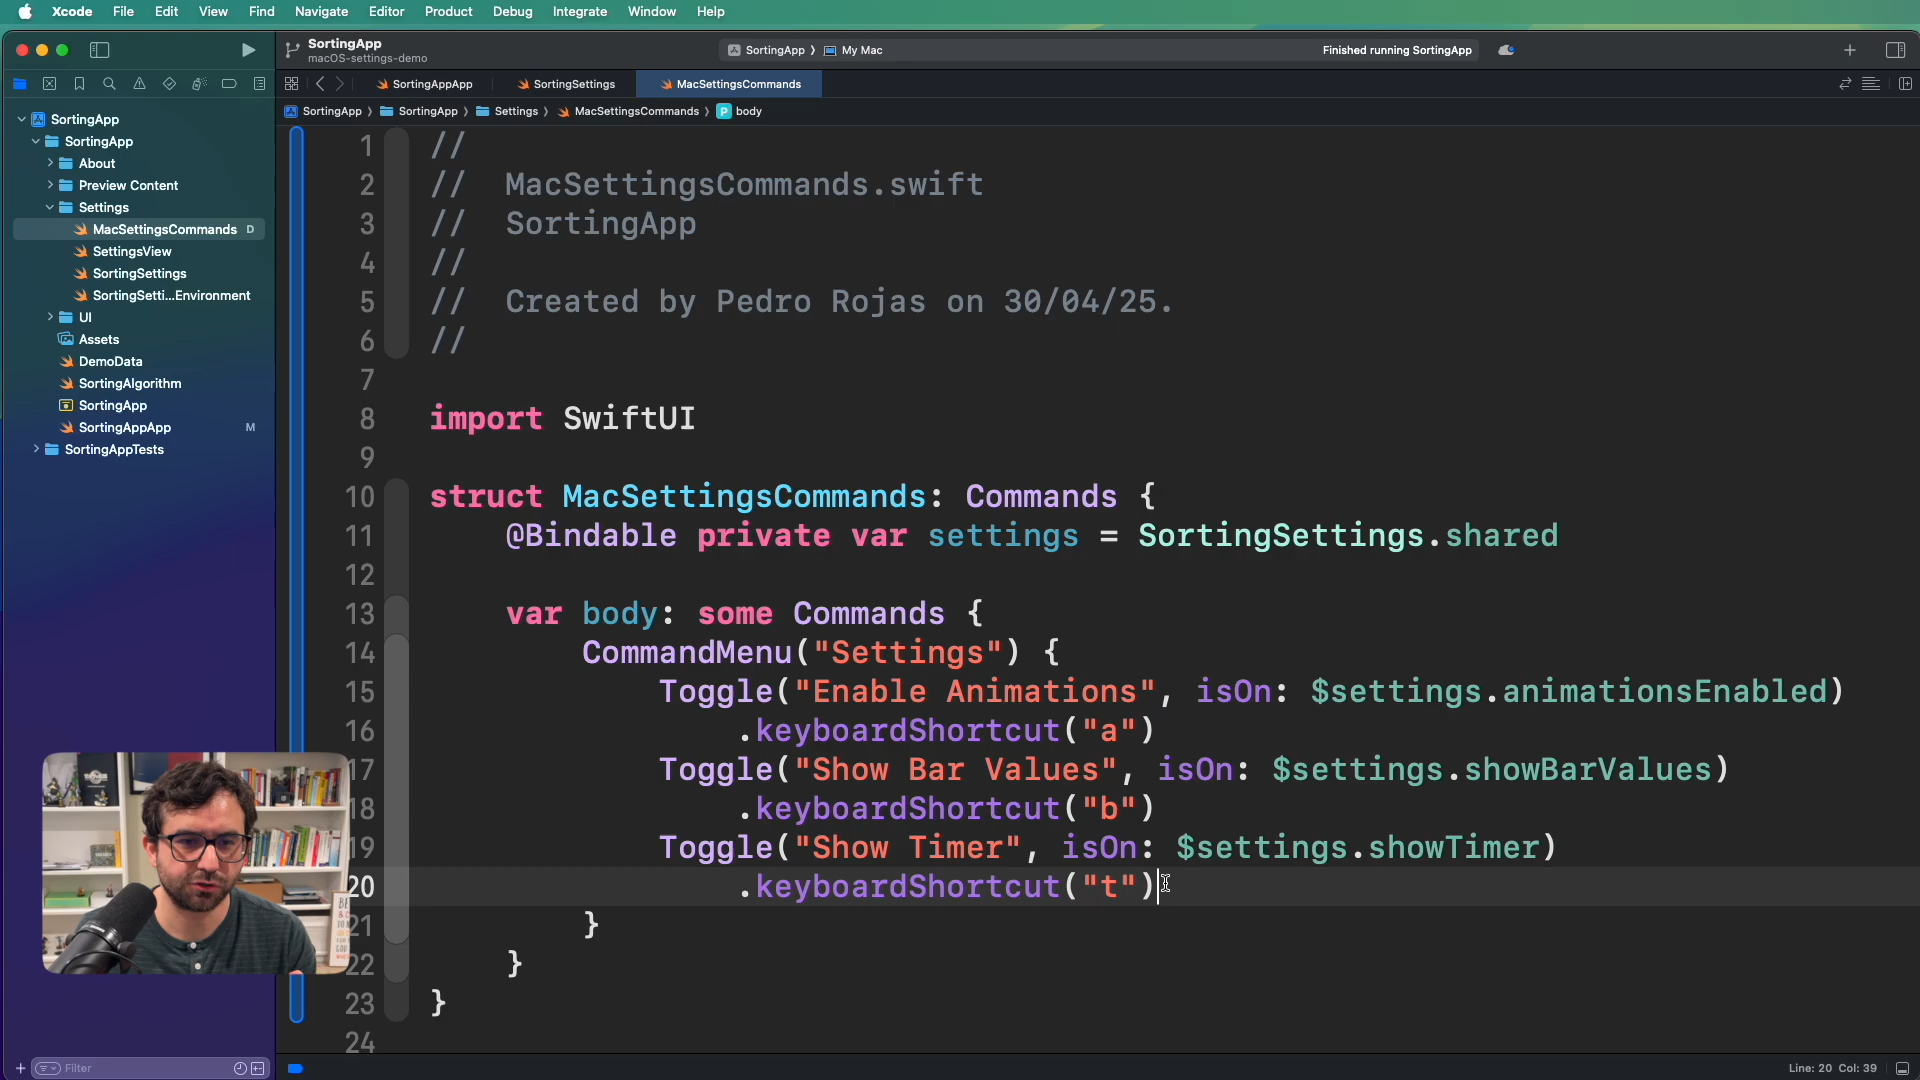 Xcode File Edit View Find Navigate Editor Product Debug Integrate Window Help
SortingApp
macOS-settings-demo
SortingApp 〉 My Mac
Finished running SortingApp
SortingAppApp SortingSettings MacSettingsCommands
SortingApp 〉 SortingApp 〉 Settings 〉 MacSettingsCommands 〉 P body
SortingApp
SortingApp
About
Preview Content
Settings
MacSettingsCommands D
SettingsView
SortingSettings
SortingSetti...Environment
UI
Assets
DemoData
SortingAlgorithm
SortingApp
SortingAppApp M
SortingAppTests
Filter
1 //
2 //  MacSettingsCommands.swift
3 //  SortingApp
4 //
5 //  Created by Pedro Rojas on 30/04/25.
6 //
7
8 import SwiftUI
9
10 struct MacSettingsCommands: Commands {
11     @Bindable private var settings = SortingSettings.shared
12
13     var body: some Commands {
14         CommandMenu("Settings") {
15             Toggle("Enable Animations", isOn: $settings.animationsEnabled)
16                 .keyboardShortcut("a")
17             Toggle("Show Bar Values", isOn: $settings.showBarValues)
18                 .keyboardShortcut("b")
19             Toggle("Show Timer", isOn: $settings.showTimer)
20                 .keyboardShortcut("t")
21         }
22     }
23 }
24
Line: 20 Col: 39